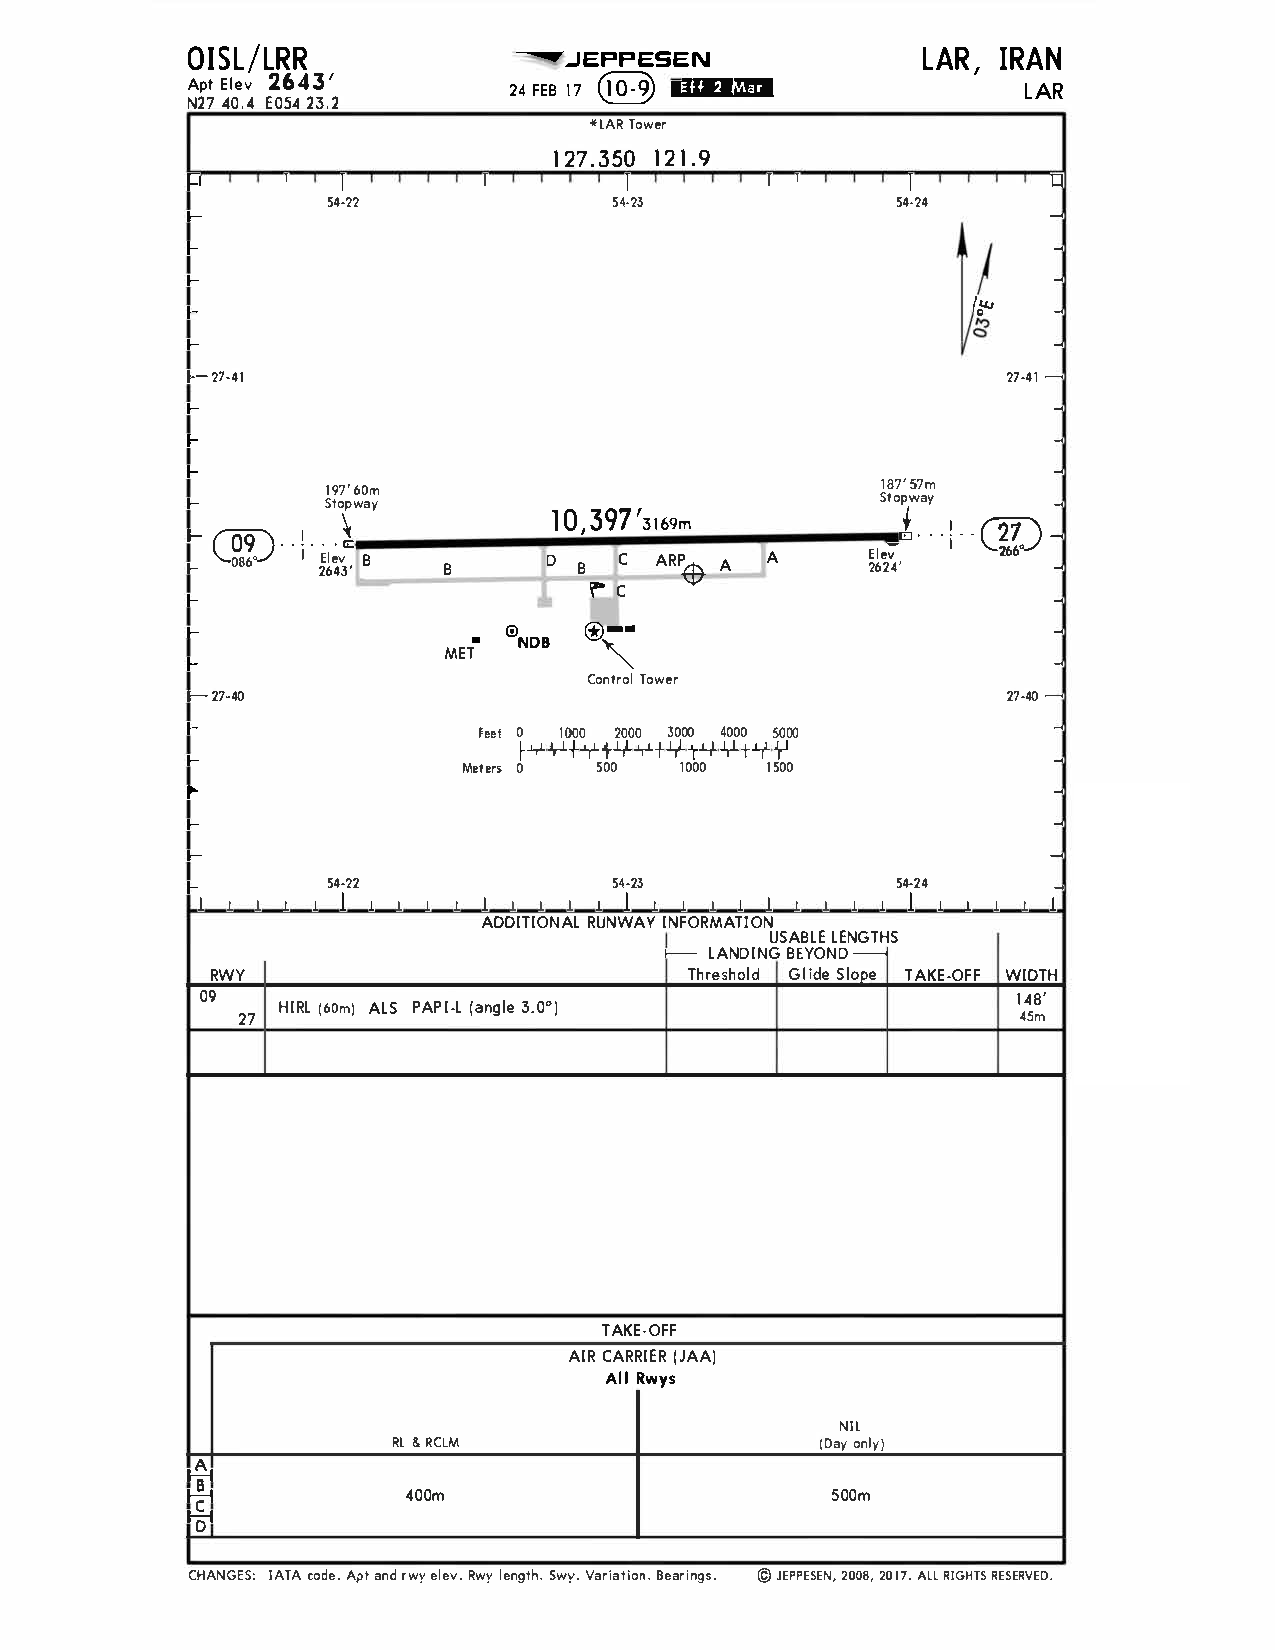 OISL/LRR
JEPPESEN
LAR, IRAN
Apt Elev 2643'
24 FEB 17 10-9 Eff 2 Mar
LAR
N27 40.4 E054 23.2
*LAR Tower
127.350 121.9
54-22 54-23 54-24
03°E
27-41 27-41
197' 60m
Stopway
187' 57m
Stopway
10,397' 3169m
09
086°
27
266°
Elev
2643'
B B D B C ARP A A
Elev
2624'
C
NDB
MET
Control Tower
27-40 27-40
Feet 0 1000 2000 3000 4000 5000
Meters 0 500 1000 1500
54-22 54-23 54-24
ADDITIONAL RUNWAY INFORMATION
USABLE LENGTHS
LANDING BEYOND
RWY Threshold Glide Slope TAKE-OFF WIDTH
09
27
HIRL (60m) ALS PAPI-L (angle 3.0°)
148'
45m
TAKE-OFF
AIR CARRIER (JAA)
All Rwys
RL & RCLM
NIL
(Day only)
A
B
C
D
400m 500m
CHANGES: IATA code. Apt and rwy elev. Rwy length. Swy. Variation. Bearings. © JEPPESEN, 2008, 2017. ALL RIGHTS RESERVED.